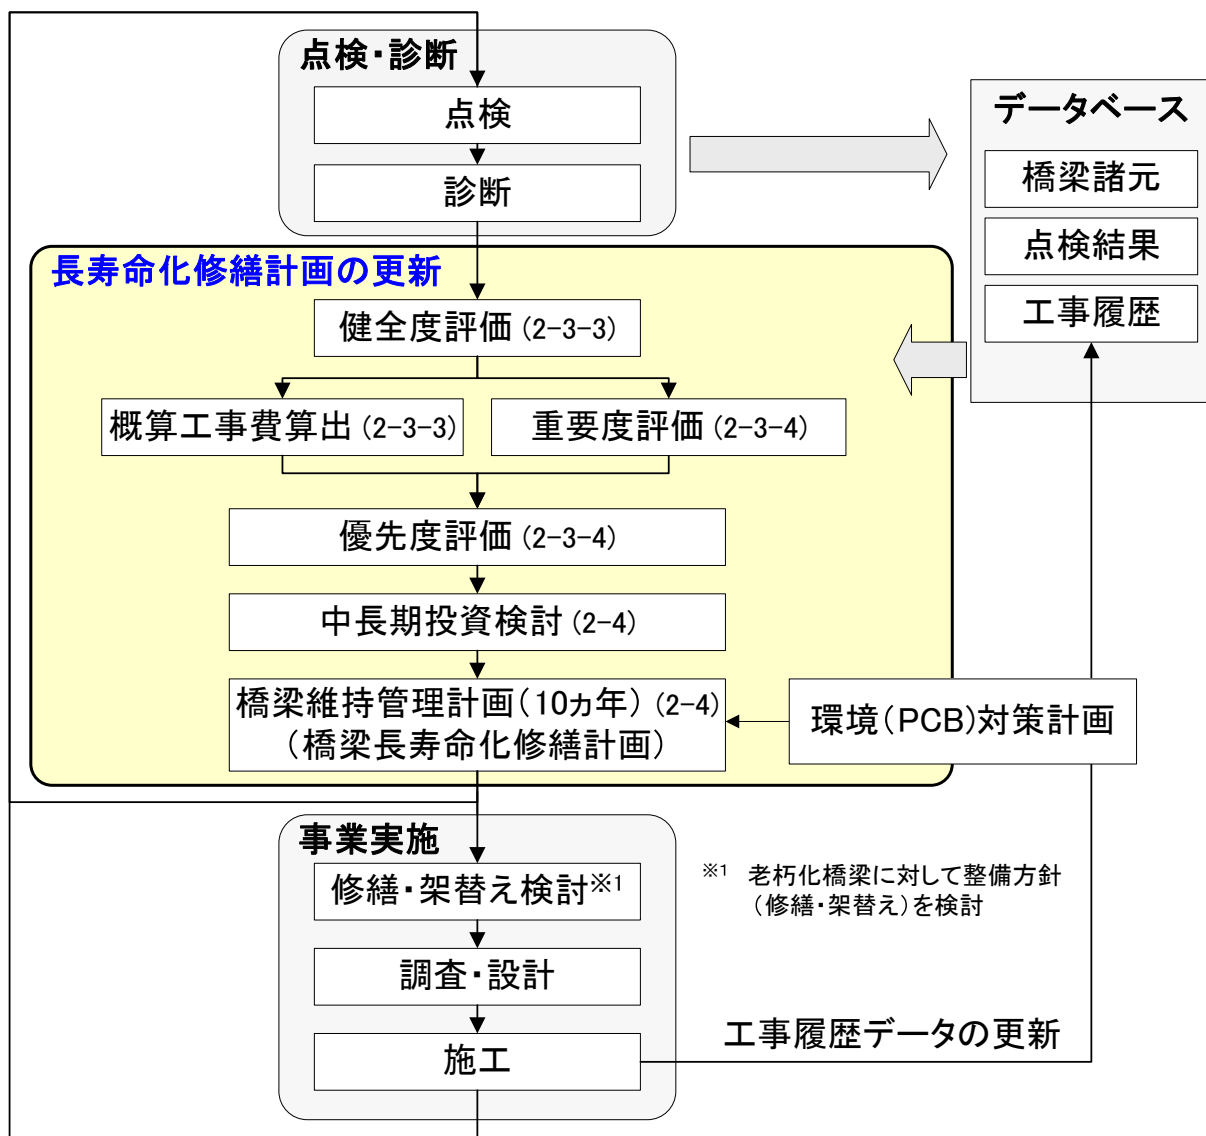 点検・診断
点検
診断
データベース
橋梁諸元
点検結果
工事履歴
長寿命化修繕計画の更新
健全度評価(2-3-3)
概算工事費算出(2-3-3)
重要度評価(2-3-4)
優先度評価(2-3-4)
中長期投資検討(2-4)
橋梁維持管理計画(10ヵ年)(2-4)
(橋梁長寿命化修繕計画)
環境(PCB)対策計画
事業実施
修繕・架替え検討※1
※1 老朽化橋梁に対して整備方針
(修繕・架替え)を検討
調査・設計
施工
工事履歴データの更新